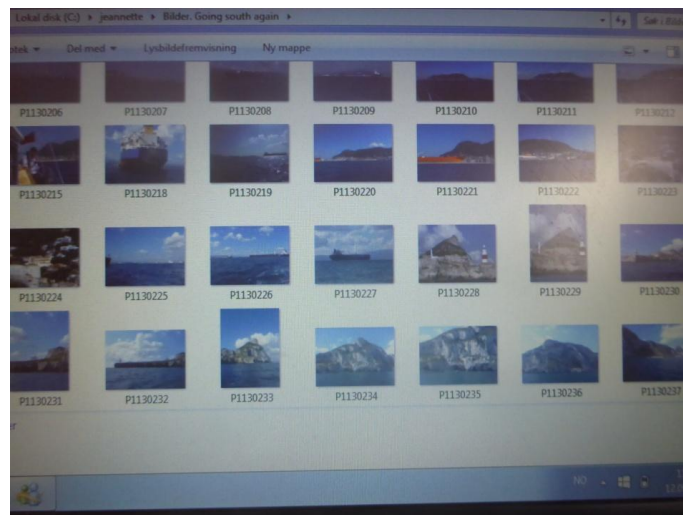 Lokal disk (C:) ▸ jeannette ▸ Bilder. Going south again ▸
Del med Lysbildefremvisning Ny mappe
P1130206 P1130207 P1130208 P1130209 P1130210 P1130211 P1130212
P1130215 P1130218 P1130219 P1130220 P1130221 P1130222 P1130223
P1130224 P1130225 P1130226 P1130227 P1130228 P1130229 P1130230
P1130231 P1130232 P1130233 P1130234 P1130235 P1130236 P1130237
NO